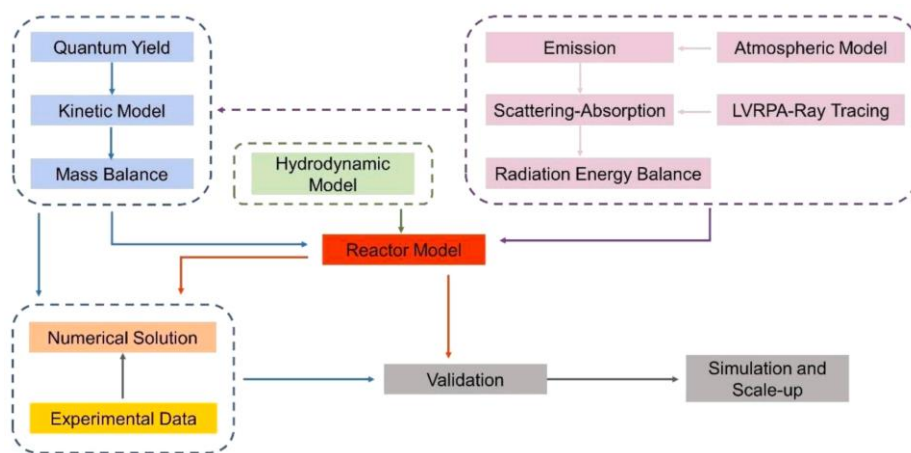 Quantum Yield
Kinetic Model
Mass Balance
Emission
Atmospheric Model
Scattering-Absorption
LVRPA-Ray Tracing
Radiation Energy Balance
Hydrodynamic
Model
Reactor Model
Numerical Solution
Experimental Data
Validation
Simulation and
Scale-up